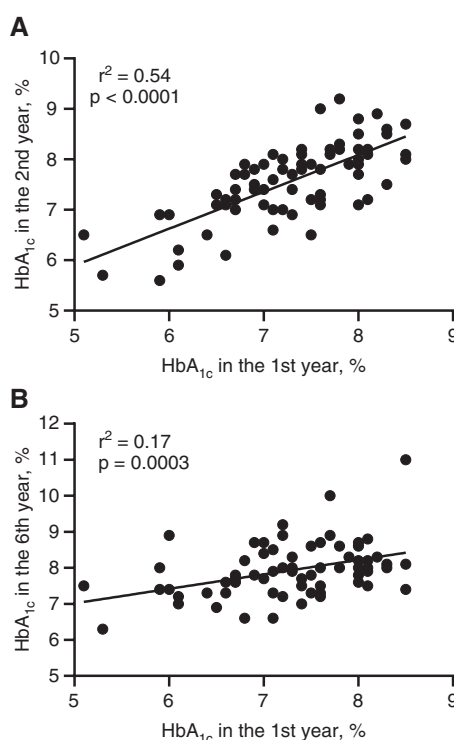 A
r² = 0.54
p < 0.0001
HbA₁c in the 2nd year, %
10
9
8
7
6
5
5 6 7 8 9
HbA₁c in the 1st year, %
B
r² = 0.17
p = 0.0003
HbA₁c in the 6th year, %
12
11
10
9
8
7
6
5
5 6 7 8 9
HbA₁c in the 1st year, %